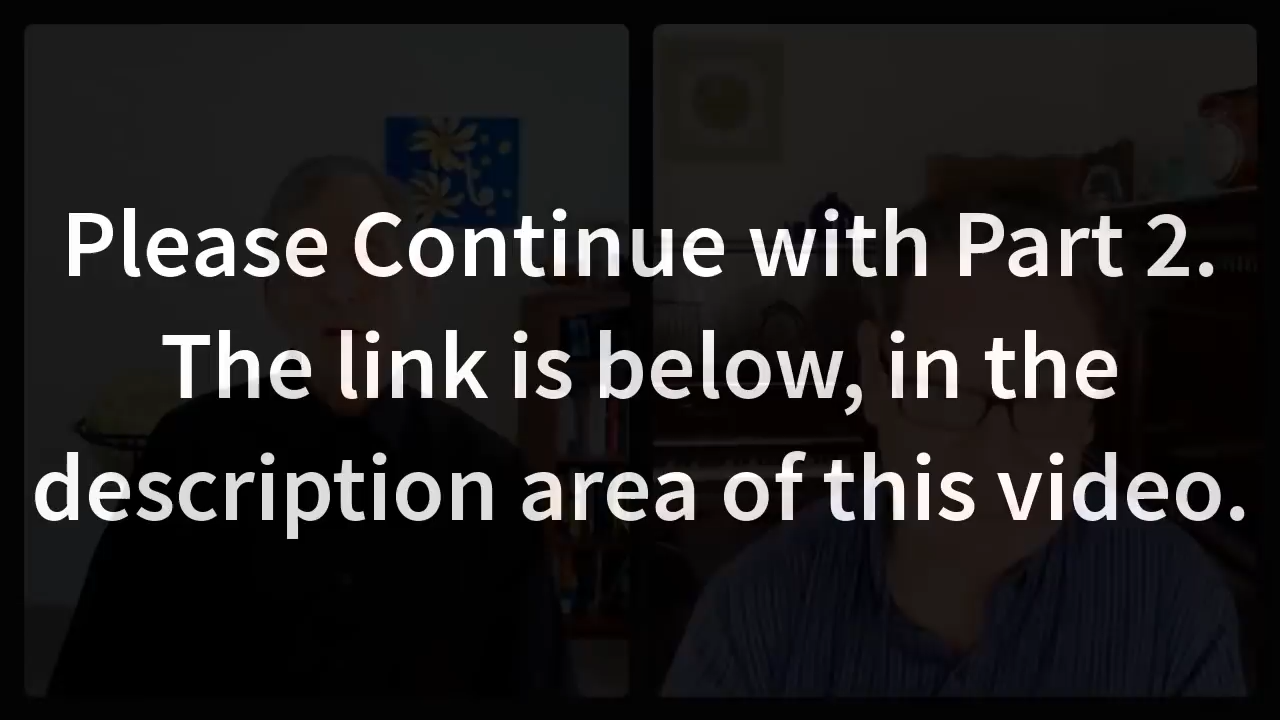 Please Continue with Part 2.
The link is below, in the
description area of this video.